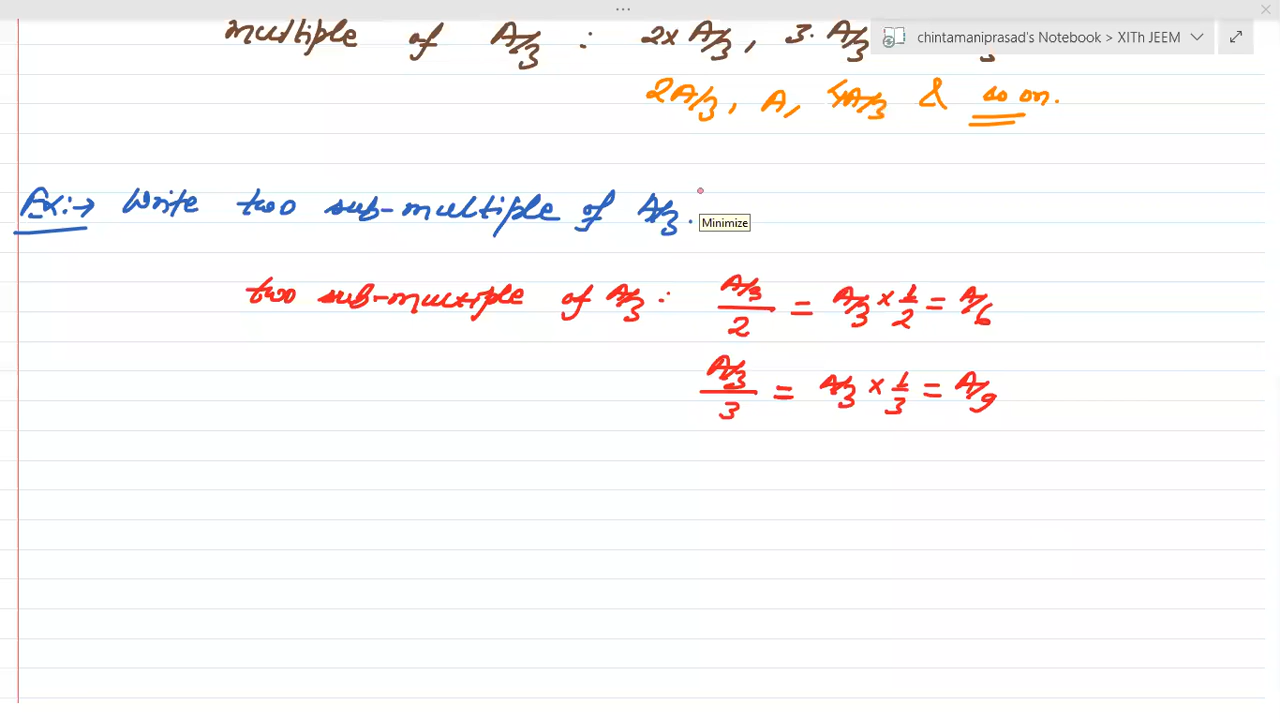 ...
multiple of A/3 : 2x A/3, 3. A/3
chintamaniprasad's Notebook > XITh JEEM
3
2A/3, A, 4A/3 & so on.
Ex:→ Write two sub-multiple of A/3.
Minimize
two sub-multiple of A/3 : A/3 / 2 = A/3 × 1/2 = A/6
A/3 / 3 = A/3 × 1/3 = A/9